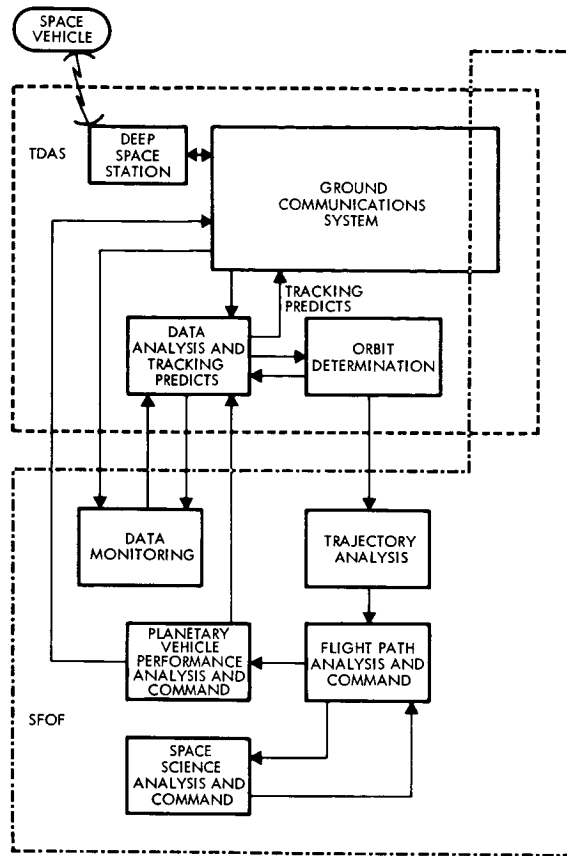 SPACE
VEHICLE
TDAS
DEEP
SPACE
STATION
GROUND
COMMUNICATIONS
SYSTEM
TRACKING
PREDICTS
DATA
ANALYSIS AND
TRACKING
PREDICTS
ORBIT
DETERMINATION
DATA
MONITORING
TRAJECTORY
ANALYSIS
PLANETARY
VEHICLE
PERFORMANCE
ANALYSIS
AND COMMAND
FLIGHT PATH
ANALYSIS AND
COMMAND
SFOF
SPACE
SCIENCE
ANALYSIS AND
COMMAND